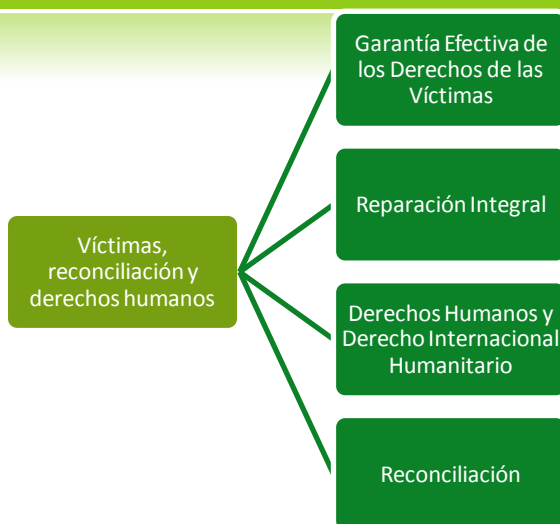 Garantía Efectiva de
los Derechos de las
Víctimas
Reparación Integral
Víctimas,
reconciliación y
derechos humanos
Derechos Humanos y
Derecho Internacional
Humanitario
Reconciliación